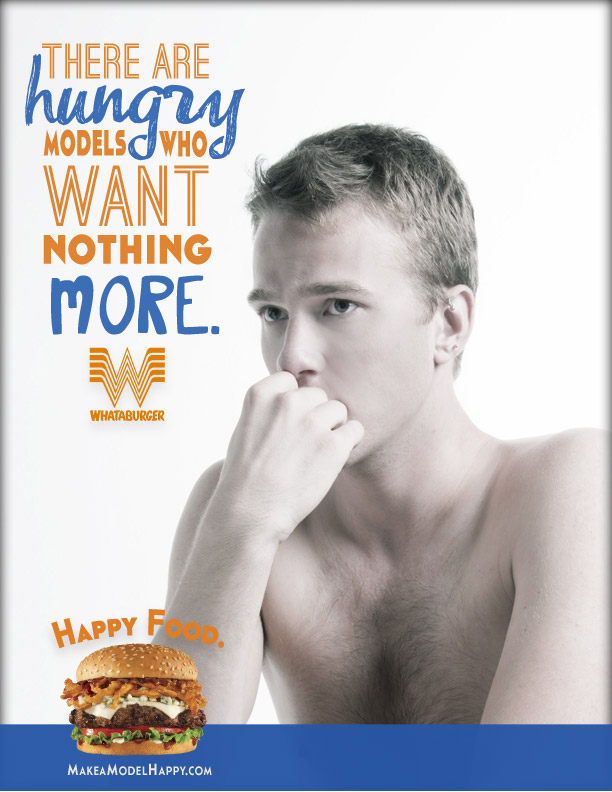 THERE ARE
hungry
MODELS WHO
WANT
NOTHING
MORE.
W
WHATABURGER
HAPPY FOOD.
MAKEAMODELHAPPY.COM